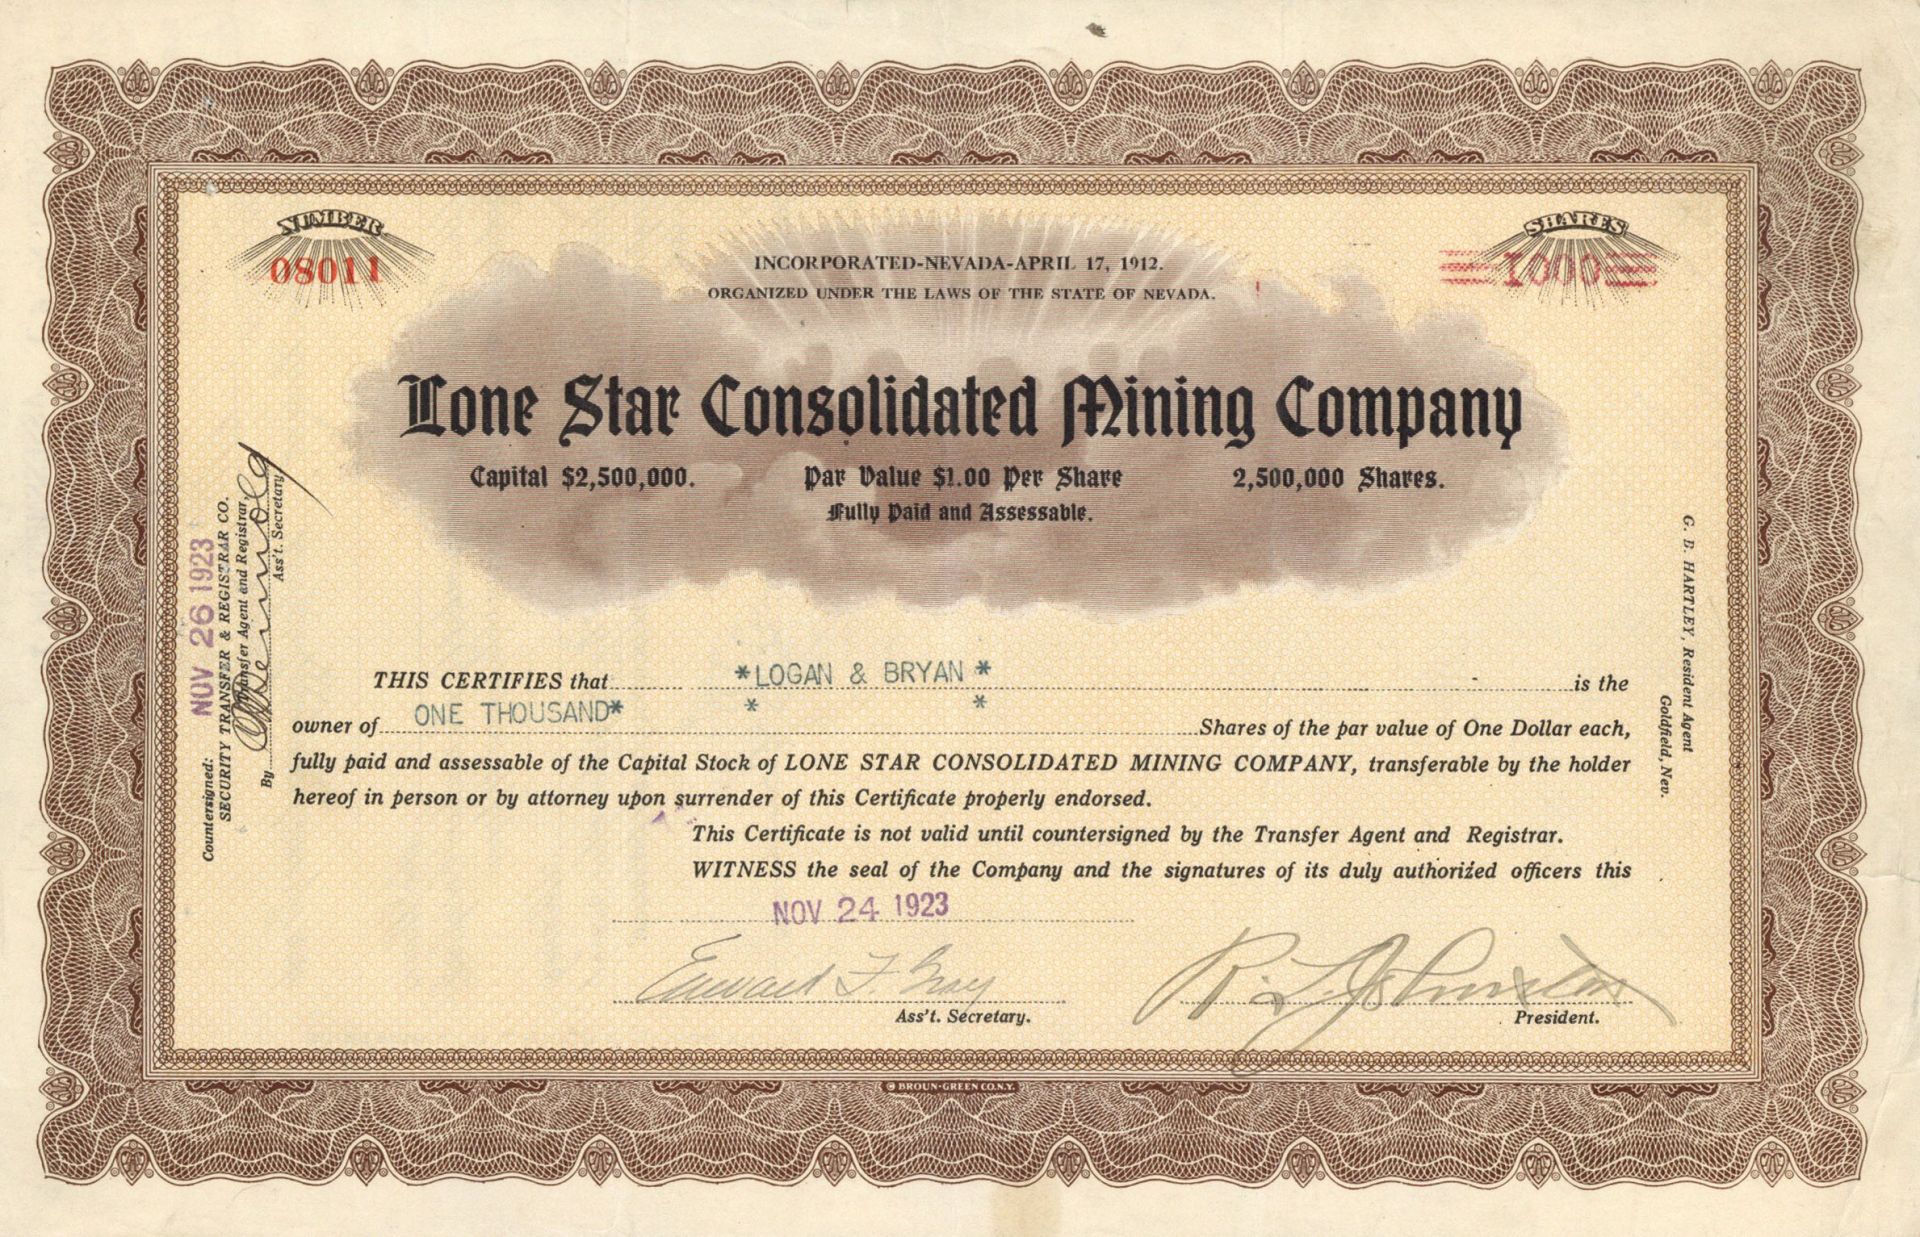 NUMBER
08011
SHARES
1000
INCORPORATED-NEVADA-APRIL 17, 1912.
ORGANIZED UNDER THE LAWS OF THE STATE OF NEVADA.
Lone Star Consolidated Mining Company
Capital $2,500,000. Par Value $1.00 Per Share 2,500,000 Shares.
Fully Paid and Assessable.
THIS CERTIFIES that *LOGAN & BRYAN* is the
owner of ONE THOUSAND* * * Shares of the par value of One Dollar each,
fully paid and assessable of the Capital Stock of LONE STAR CONSOLIDATED MINING COMPANY, transferable by the holder
hereof in person or by attorney upon surrender of this Certificate properly endorsed.
This Certificate is not valid until countersigned by the Transfer Agent and Registrar.
WITNESS the seal of the Company and the signatures of its duly authorized officers this
NOV 24 1923
Edward F. Gray
Ass't. Secretary.
R. L. Johns
President.
NOV 26 1923
Countersigned:
SECURITY TRANSFER & REGISTRAR CO.
Transfer Agent and Registrar,
By
Ass't. Secretary
G. B. HARTLEY, Resident Agent
Goldfield, Nev.
© BROUN-GREEN CO. N.Y.